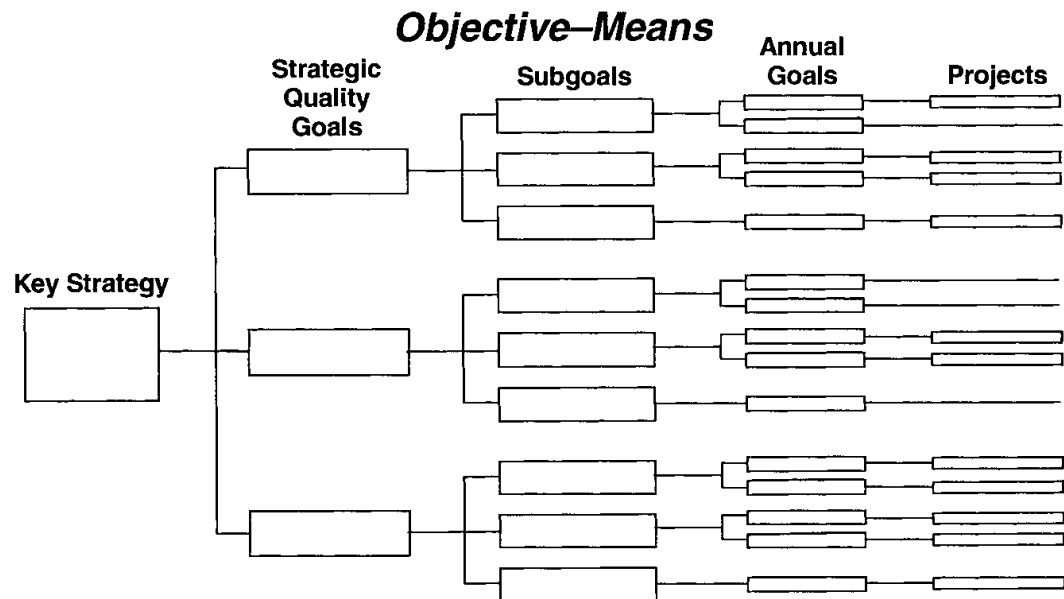 Objective–Means
Strategic
Quality
Goals
Subgoals
Annual
Goals
Projects
Key Strategy